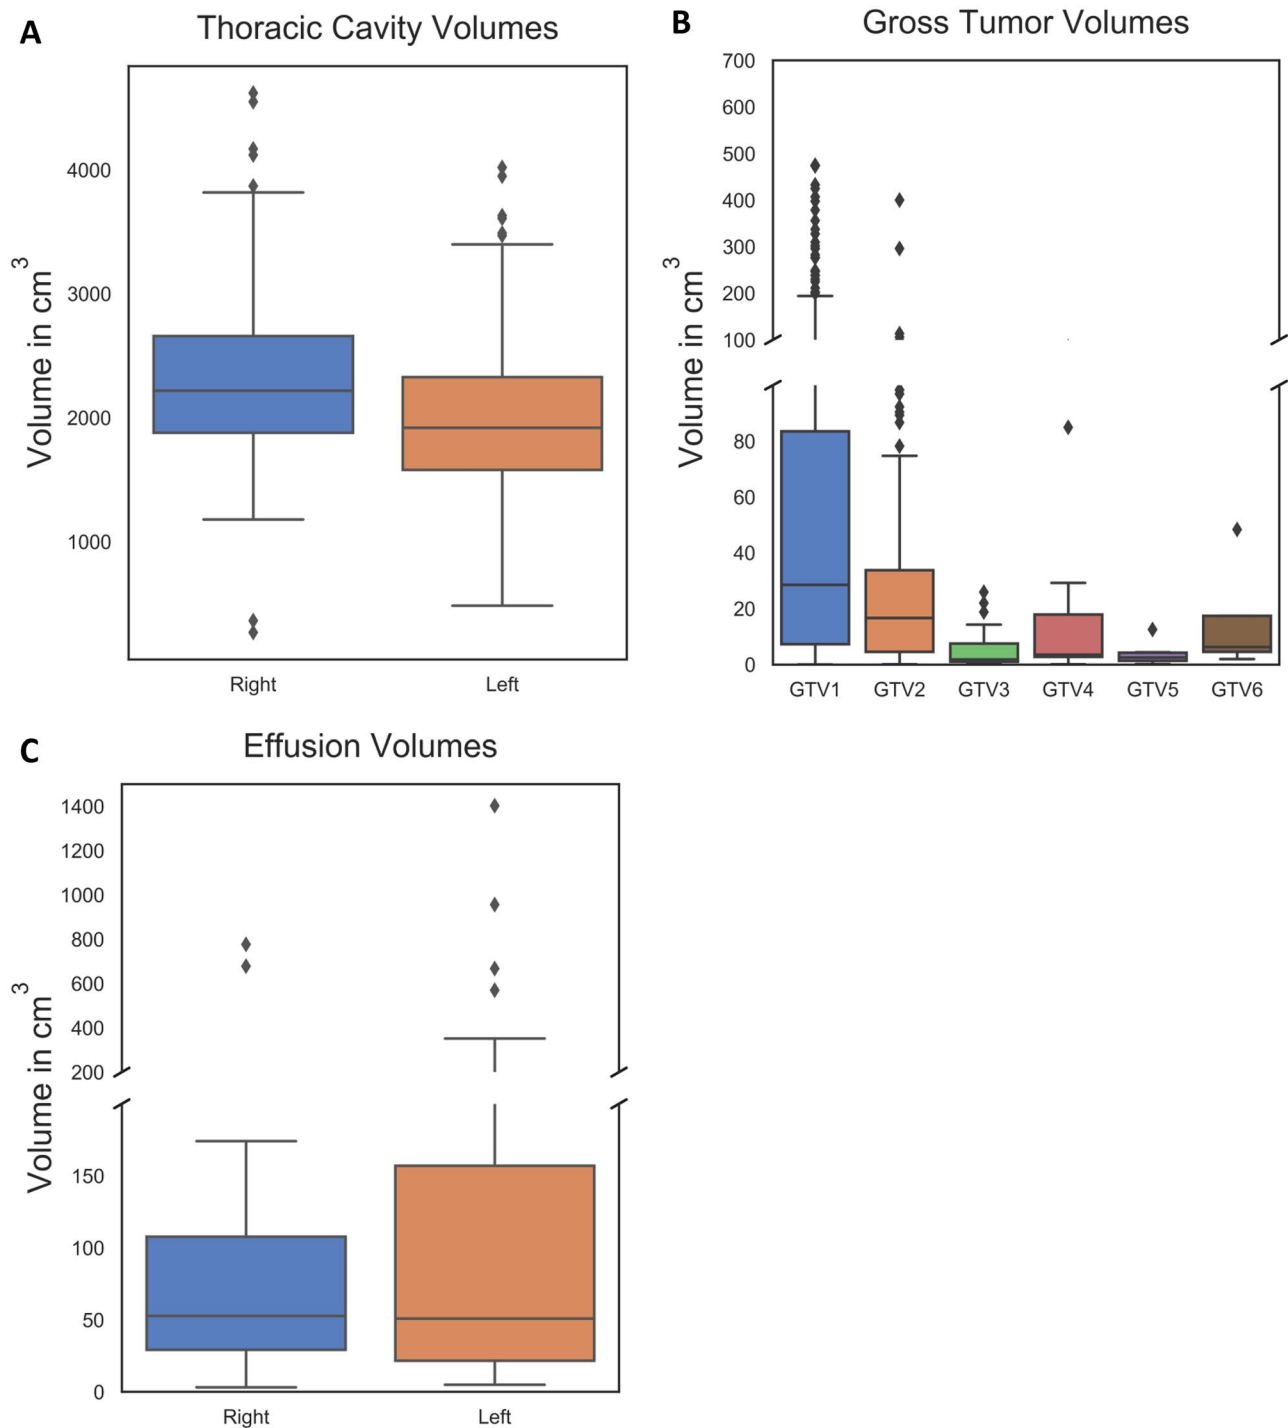 A
Thoracic Cavity Volumes
Volume in cm³
4000
3000
2000
1000
Right Left
B
Gross Tumor Volumes
Volume in cm³
700
600
500
400
300
200
100
80
60
40
20
0
GTV1 GTV2 GTV3 GTV4 GTV5 GTV6
C
Effusion Volumes
Volume in cm³
1400
1200
1000
800
600
400
200
150
100
50
0
Right Left